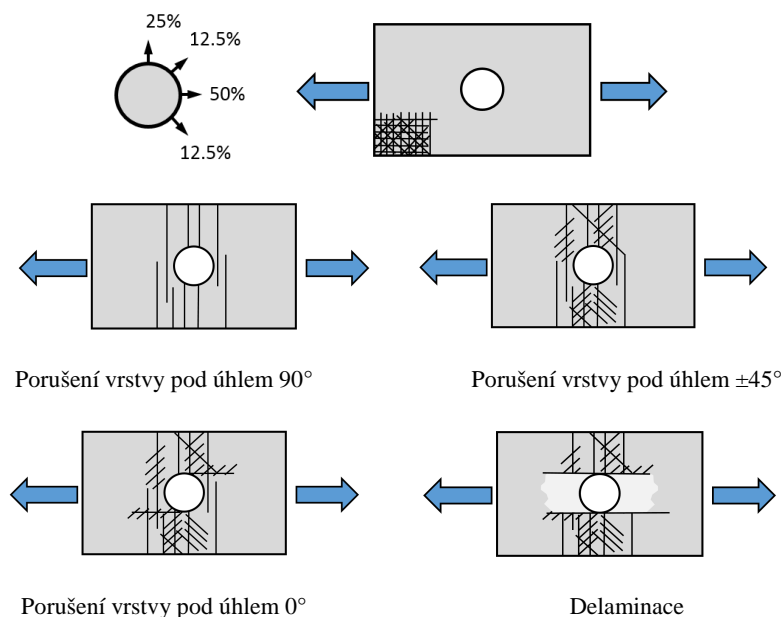 25%
12.5%
50%
12.5%
Porušení vrstvy pod úhlem 90°
Porušení vrstvy pod úhlem ±45°
Porušení vrstvy pod úhlem 0°
Delaminace